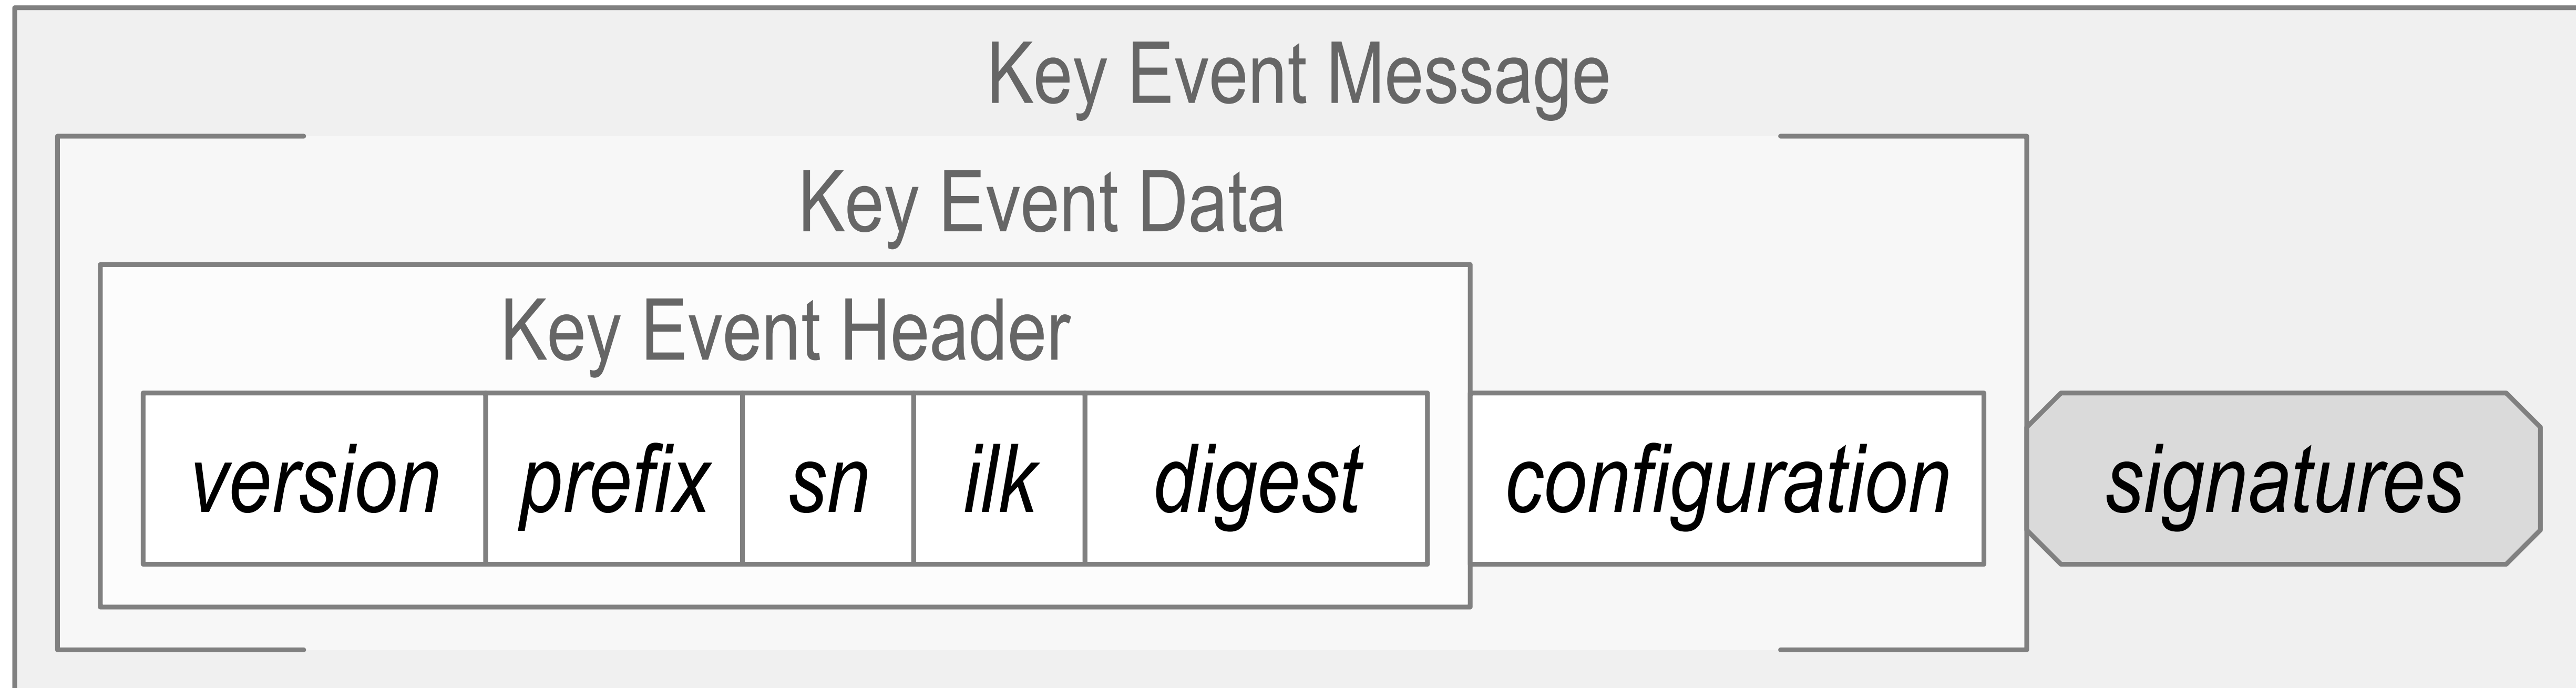 Key Event Message
Key Event Data
Key Event Header
version prefix sn ilk digest configuration signatures